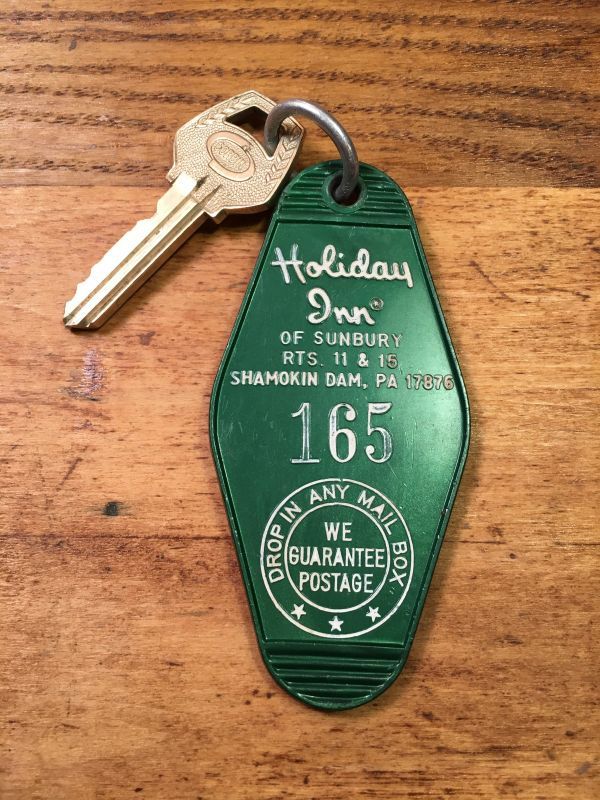 Holiday
Inn®
OF SUNBURY
RTS. 11 & 15
SHAMOKIN DAM, PA 17876
165
DROP IN ANY MAIL BOX
WE
GUARANTEE
POSTAGE